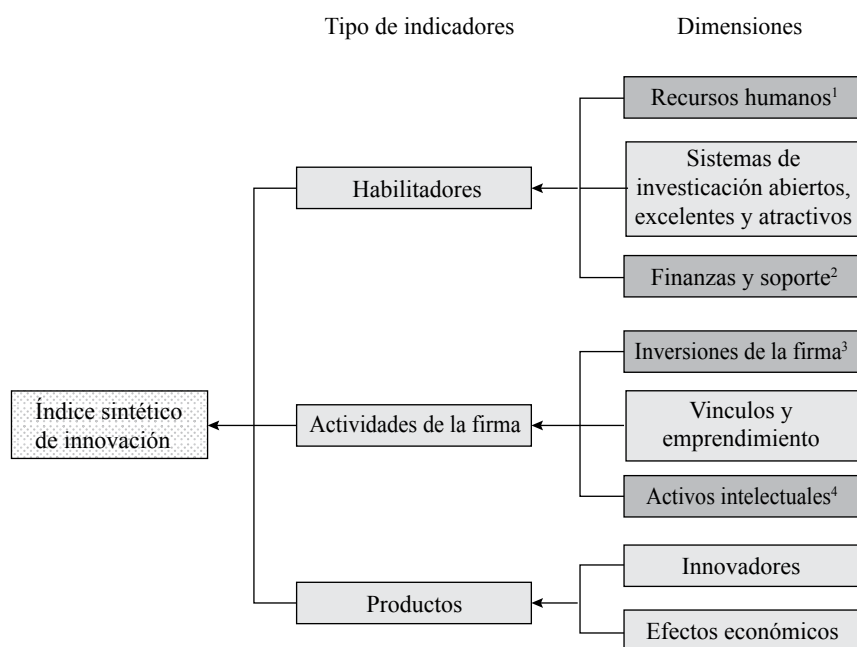 Tipo de indicadores
Dimensiones
Recursos humanos¹
Sistemas de
investicación abiertos,
excelentes y atractivos
Habilitadores
Finanzas y soporte²
Inversiones de la firma³
Índice sintético
de innovación
Actividades de la firma
Vinculos y
emprendimiento
Activos intelectuales⁴
Innovadores
Productos
Efectos económicos